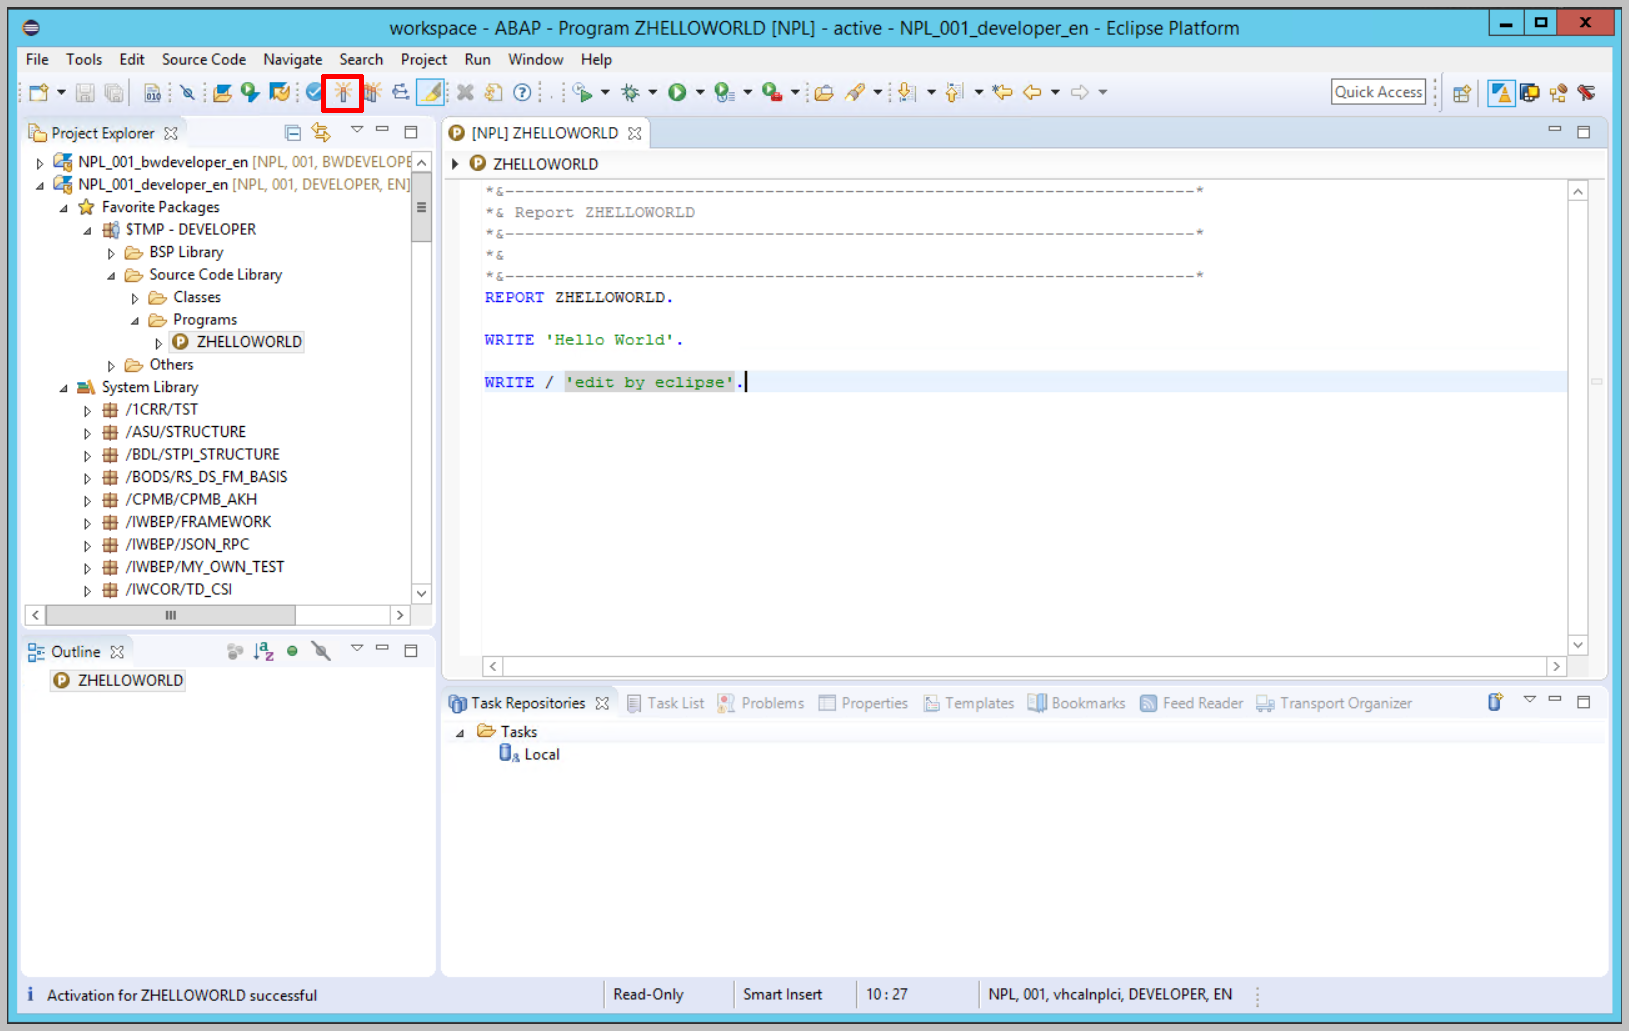 workspace - ABAP - Program ZHELLOWORLD [NPL] - active - NPL_001_developer_en - Eclipse Platform
File Tools Edit Source Code Navigate Search Project Run Window Help
Quick Access
Project Explorer
NPL_001_bwdeveloper_en [NPL, 001, BWDEVELOPE
NPL_001_developer_en [NPL, 001, DEVELOPER, EN]
Favorite Packages
$TMP - DEVELOPER
BSP Library
Source Code Library
Classes
Programs
ZHELLOWORLD
Others
System Library
/1CRR/TST
/ASU/STRUCTURE
/BDL/STPI_STRUCTURE
/BODS/RS_DS_FM_BASIS
/CPMB/CPMB_AKH
/IWBEP/FRAMEWORK
/IWBEP/JSON_RPC
/IWBEP/MY_OWN_TEST
/IWCOR/TD_CSI
Outline
ZHELLOWORLD
[NPL] ZHELLOWORLD
ZHELLOWORLD
*&---------------------------------------------------------------------*
*& Report ZHELLOWORLD
*&---------------------------------------------------------------------*
*&
*&---------------------------------------------------------------------*
REPORT ZHELLOWORLD.
WRITE 'Hello World'.
WRITE / 'edit by eclipse'.
Task Repositories Task List Problems Properties Templates Bookmarks Feed Reader Transport Organizer
Tasks
Local
Activation for ZHELLOWORLD successful
Read-Only
Smart Insert
10 : 27
NPL, 001, vhcalnplci, DEVELOPER, EN